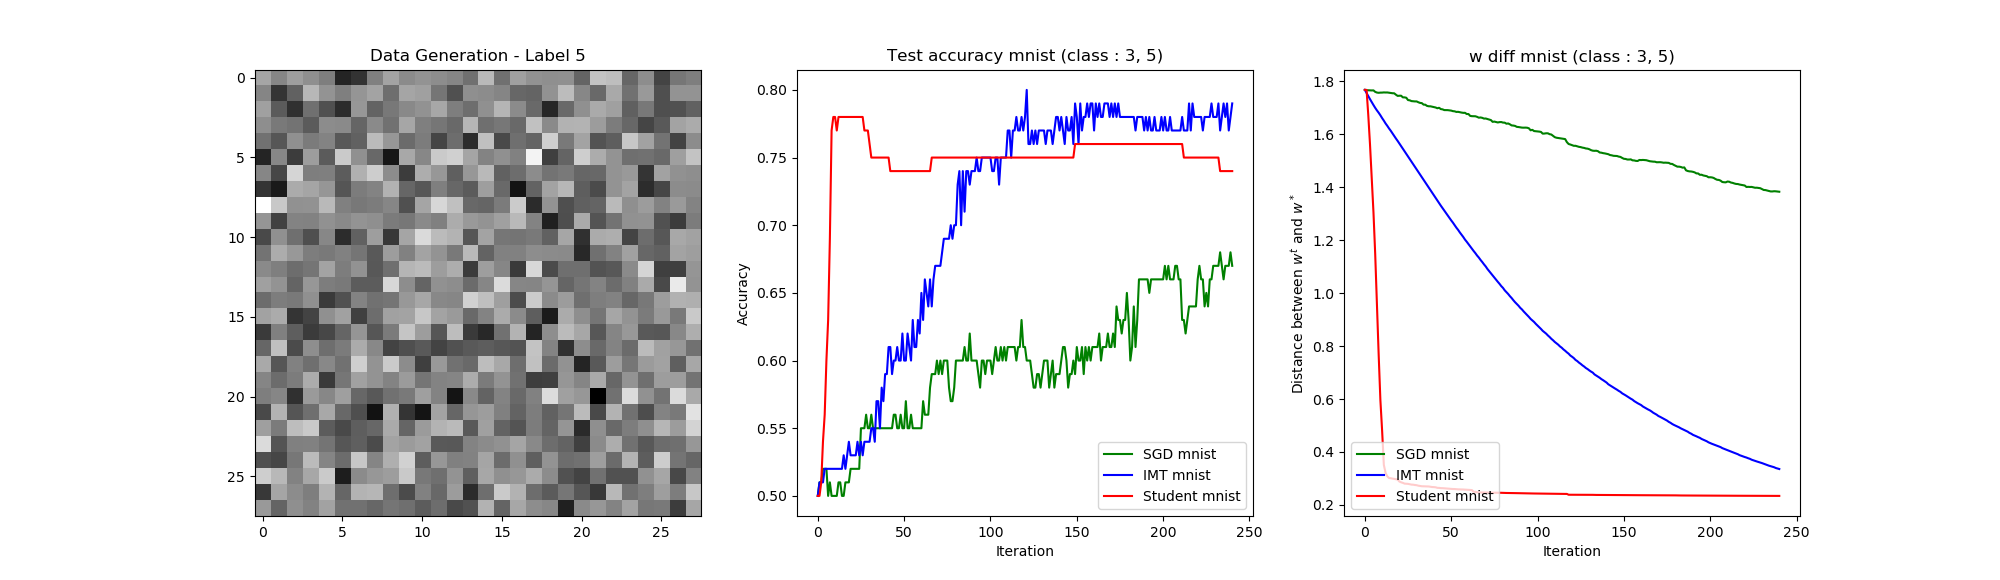 Data Generation - Label 5
0
5
10
15
20
25
0 5 10 15 20 25
Test accuracy mnist (class : 3, 5)
Accuracy
0.80
0.75
0.70
0.65
0.60
0.55
0.50
SGD mnist
IMT mnist
Student mnist
0 50 100 150 200 250
Iteration
w diff mnist (class : 3, 5)
Distance between w^t and w^*
1.8
1.6
1.4
1.2
1.0
0.8
0.6
0.4
0.2
SGD mnist
IMT mnist
Student mnist
0 50 100 150 200 250
Iteration